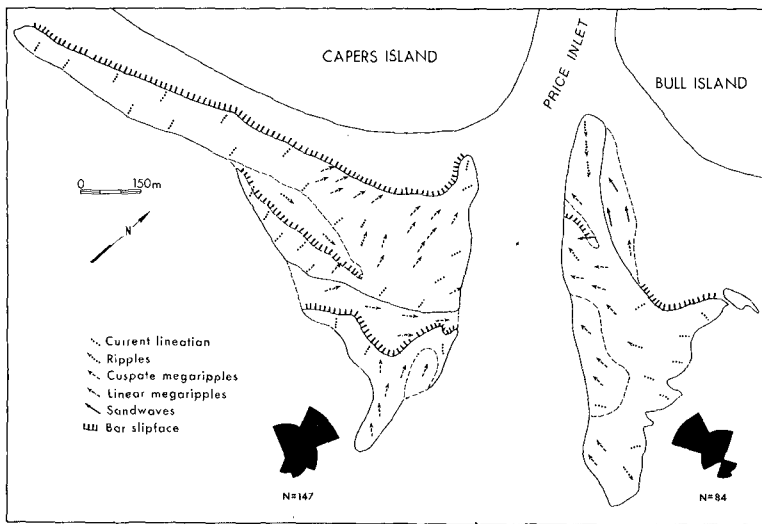 CAPERS ISLAND
PRICE INLET
BULL ISLAND
0 150m
N
Current lineation
Ripples
Cuspate megaripples
Linear megaripples
Sandwaves
Bar slipface
N=147
N=84